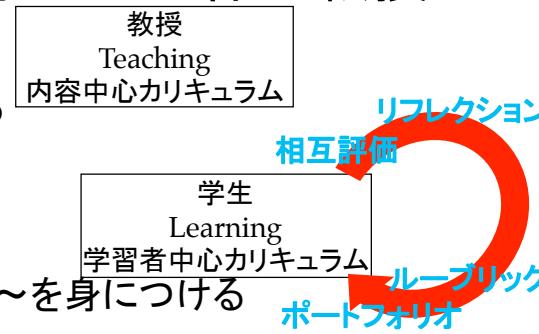 教授
Teaching
内容中心カリキュラム
リフレクション
相互評価
学生
Learning
学習者中心カリキュラム
ルーブリック
～を身につける
ポートフォリオ